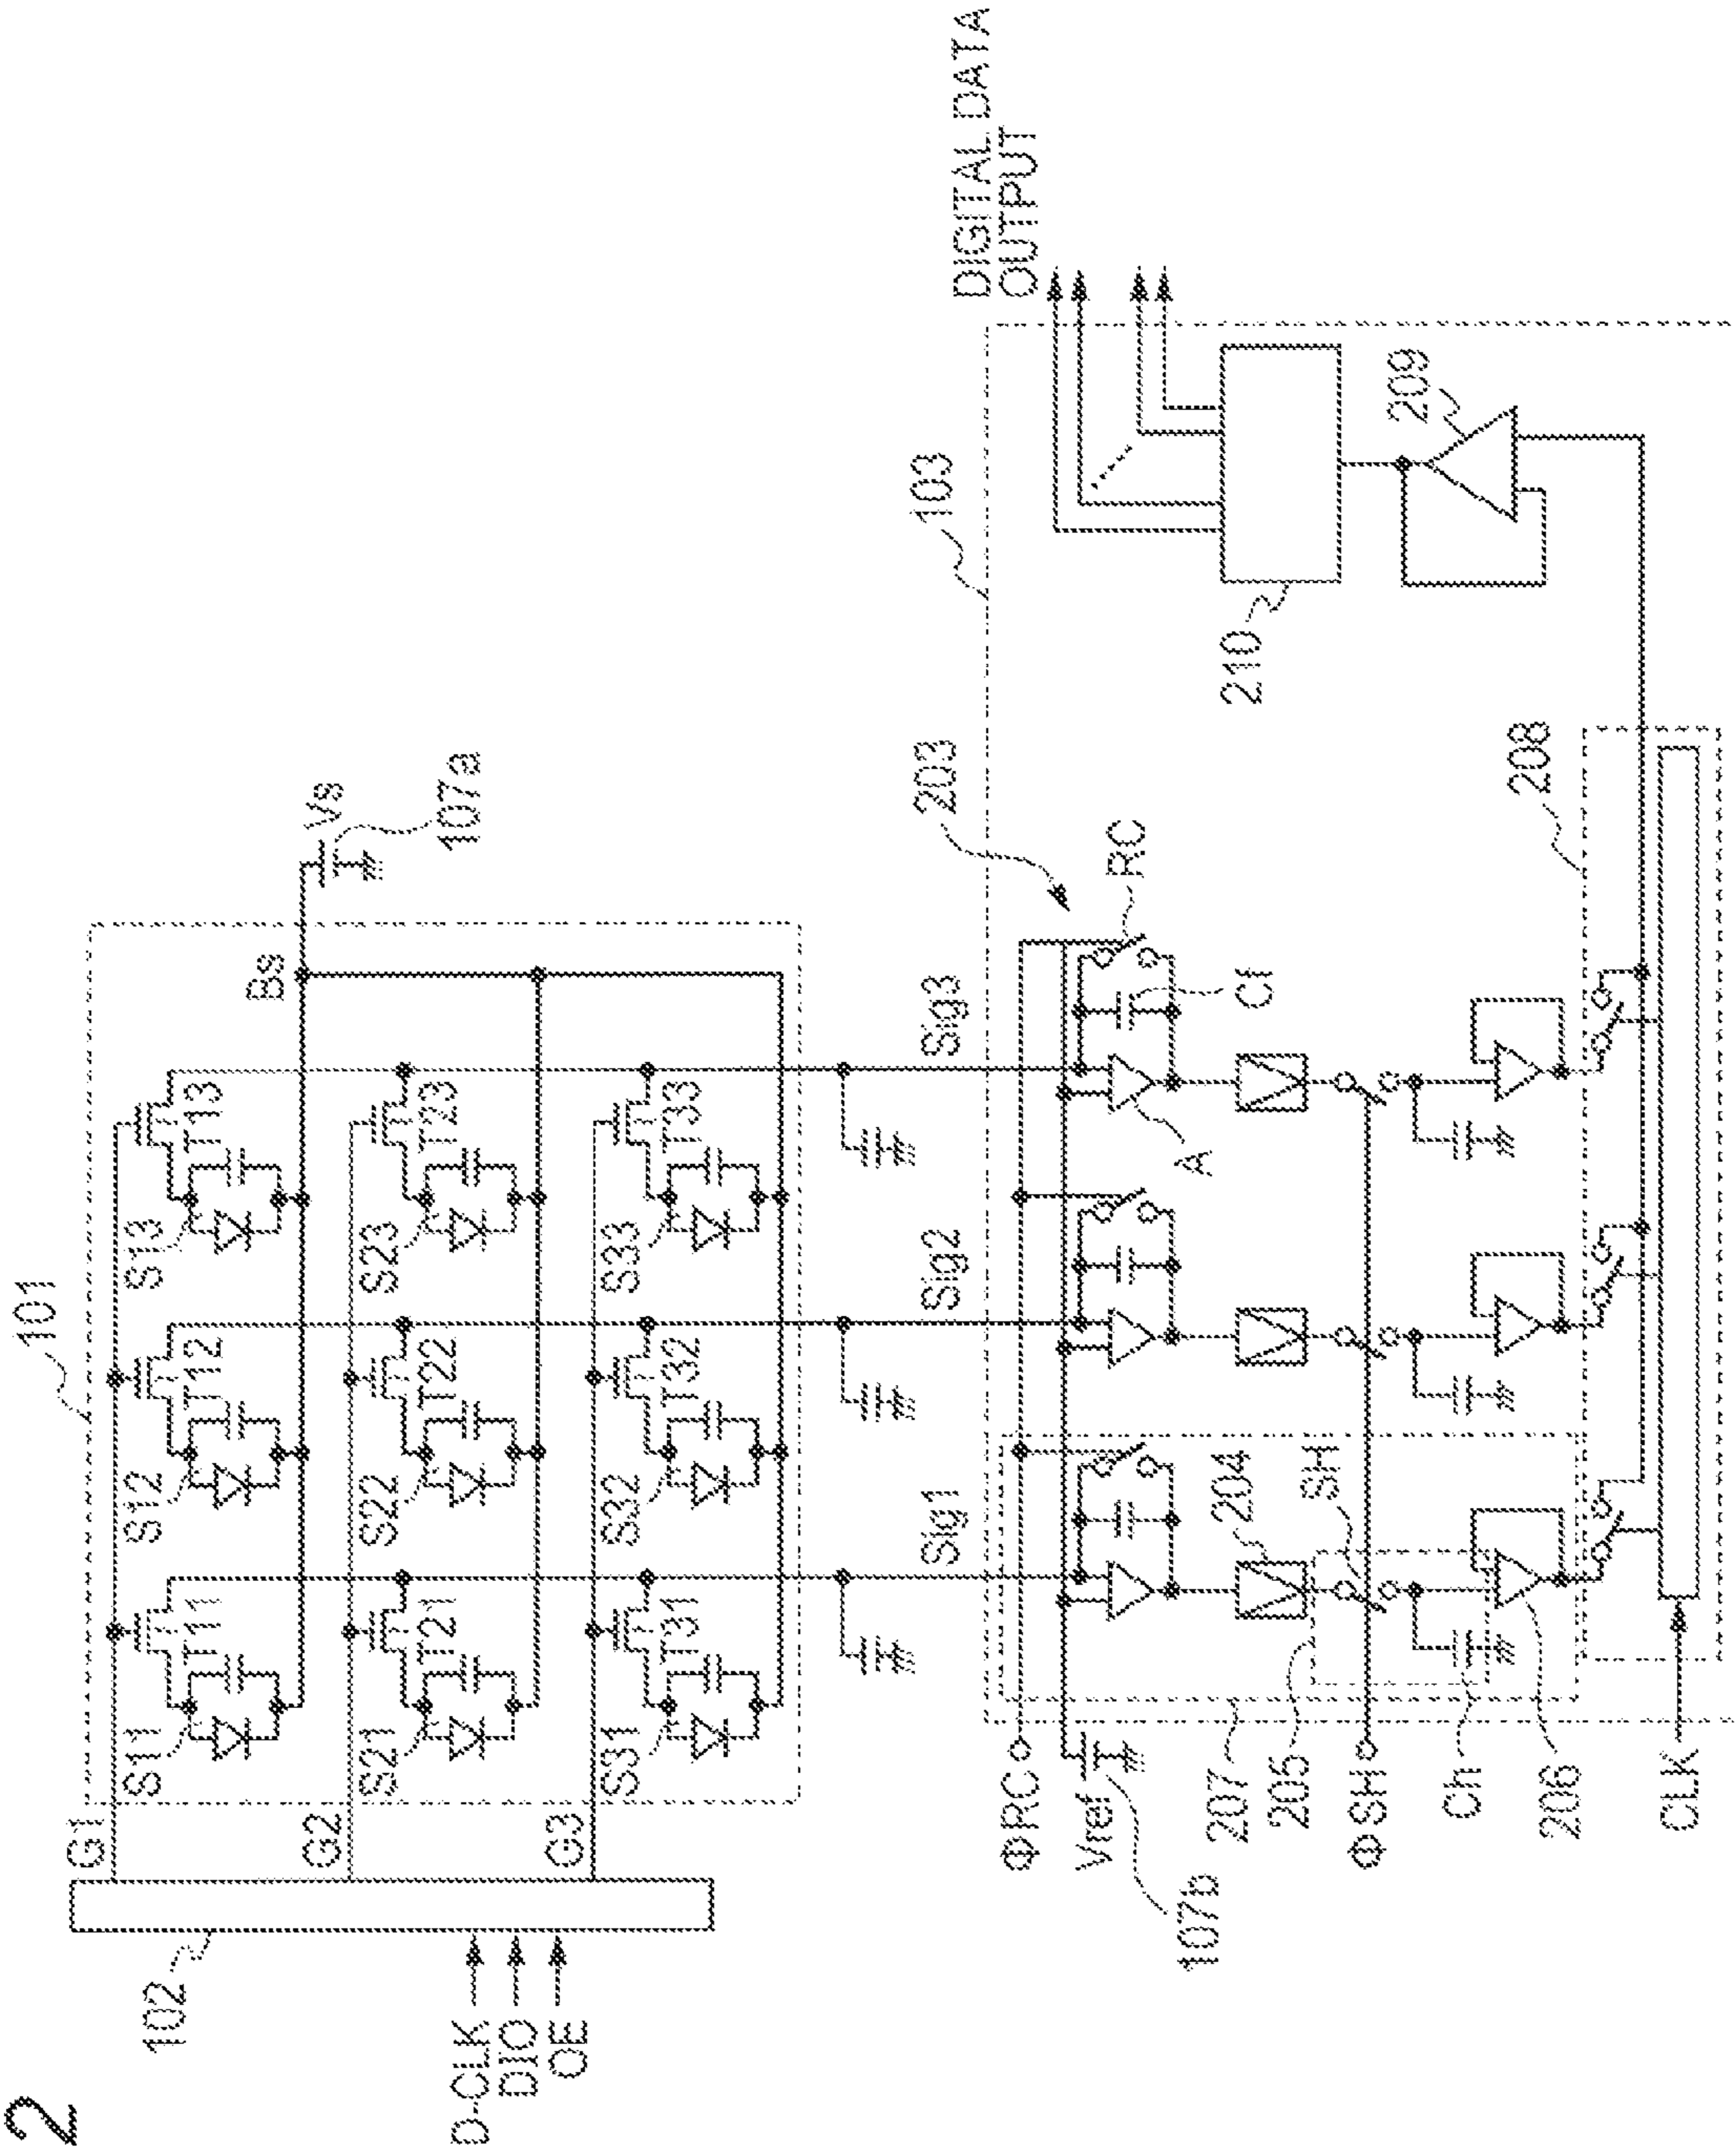 2
101
102
G1
G2
G3
D-CLK
DIO
OE
S11
T11
S12
T12
S13
T13
S21
T21
S22
T22
S23
T23
S31
T31
S32
T32
S33
T33
Bs
Vs
107a
Sig1
Sig2
Sig3
203
103
ΦRC
Vref
107b
207
205
ΦSH
Ch
206
CLK
204
SH
A
Cf
RC
208
209
210
DIGITAL DATA
OUTPUT